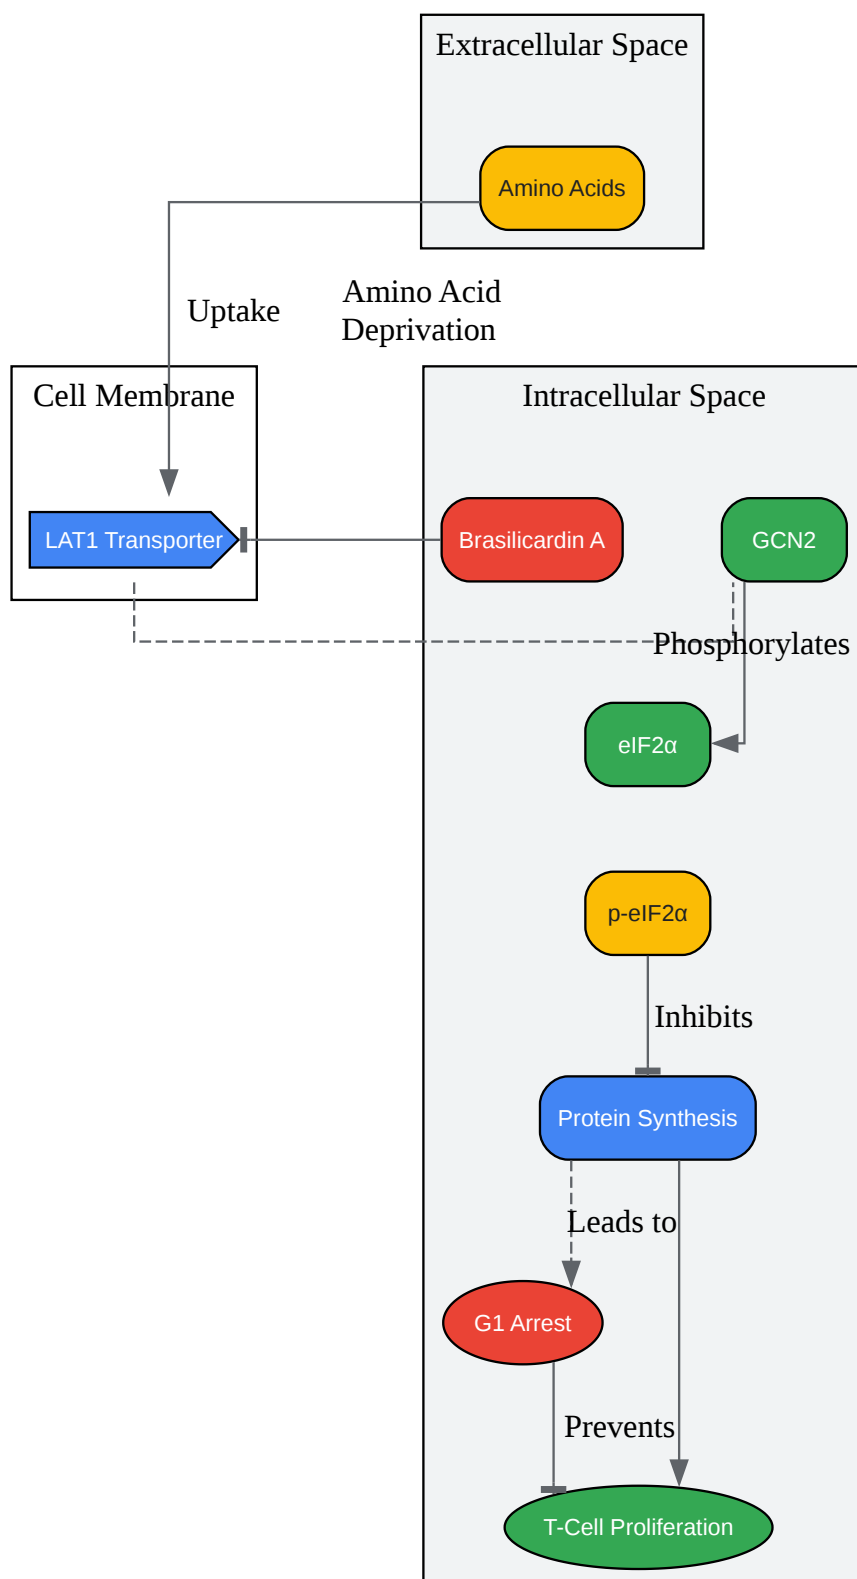 Extracellular Space
Amino Acids
Uptake
Amino Acid
Deprivation
Cell Membrane
Intracellular Space
LAT1 Transporter
Brasilicardin A
GCN2
Phosphorylates
eIF2α
p-eIF2α
Inhibits
Protein Synthesis
Leads to
G1 Arrest
Prevents
T-Cell Proliferation